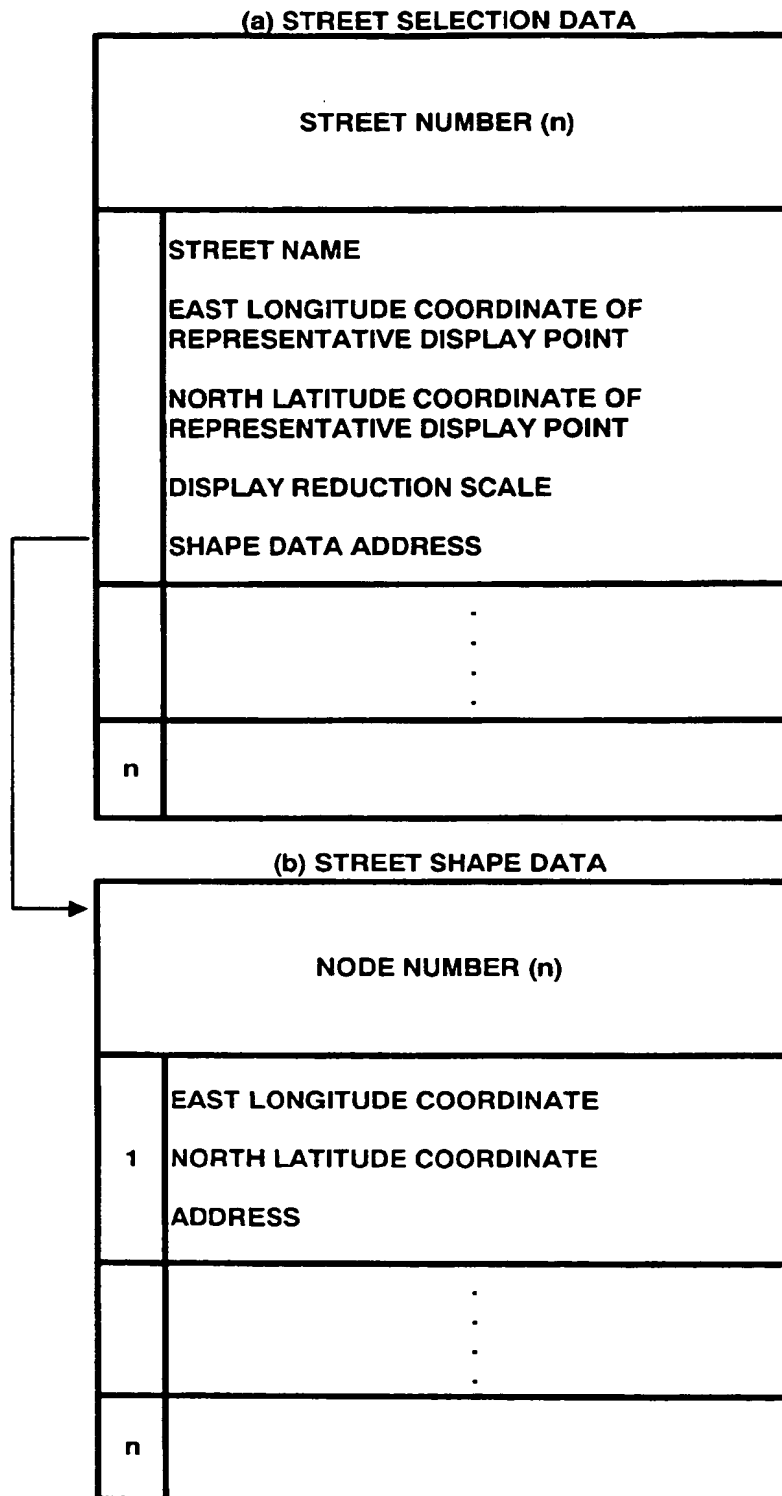 (a) STREET SELECTION DATA
STREET NUMBER (n)
STREET NAME
EAST LONGITUDE COORDINATE OF
REPRESENTATIVE DISPLAY POINT
NORTH LATITUDE COORDINATE OF
REPRESENTATIVE DISPLAY POINT
DISPLAY REDUCTION SCALE
SHAPE DATA ADDRESS
n
(b) STREET SHAPE DATA
NODE NUMBER (n)
EAST LONGITUDE COORDINATE
1 NORTH LATITUDE COORDINATE
ADDRESS
n